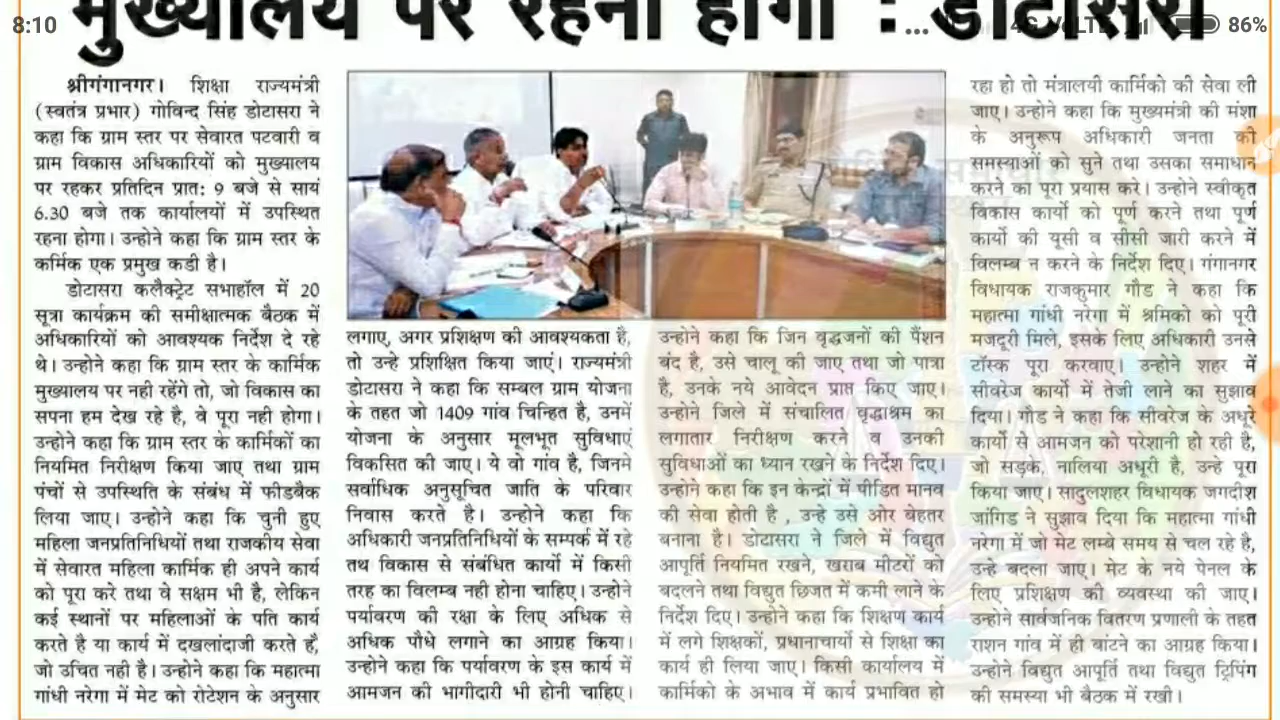 8:10
... 4G VoLTE 86%
मुख्यालय पर रहना होगा : डोटासरा
श्रीगंगानगर। शिक्षा राज्यमंत्री
(स्वतंत्र प्रभार) गोविन्द सिंह डोटासरा ने
कहा कि ग्राम स्तर पर सेवारत पटवारी व
ग्राम विकास अधिकारियों को मुख्यालय
पर रहकर प्रतिदिन प्रात: 9 बजे से सायं
6.30 बजे तक कार्यालयों में उपस्थित
रहना होगा। उन्होने कहा कि ग्राम स्तर के
कर्मिक एक प्रमुख कडी है।
डोटासरा कलैक्ट्रेट सभाहॉल में 20
सूत्रा कार्यक्रम की समीक्षात्मक बैठक में
अधिकारियों को आवश्यक निर्देश दे रहे
थे। उन्होने कहा कि ग्राम स्तर के कार्मिक
मुख्यालय पर नही रहेंगे तो, जो विकास का
सपना हम देख रहे है, वे पूरा नही होगा।
उन्होने कहा कि ग्राम स्तर के कार्मिकों का
नियमित निरीक्षण किया जाए तथा ग्राम
पंचों से उपस्थिति के संबंध में फीडबैक
लिया जाए। उन्होने कहा कि चुनी हुए
महिला जनप्रतिनिधियों तथा राजकीय सेवा
में सेवारत महिला कार्मिक ही अपने कार्य
को पूरा करे तथा वे सक्षम भी है, लेकिन
कई स्थानों पर महिलाओं के पति कार्य
करते है या कार्य में दखलांदाजी करते है,
जो उचित नही है। उन्होने कहा कि महात्मा
गांधी नरेगा में मेट को रोटेशन के अनुसार
लगाए, अगर प्रशिक्षण की आवश्यकता है,
तो उन्हे प्रशिक्षित किया जाएं। राज्यमंत्री
डोटासरा ने कहा कि सम्बल ग्राम योजना
के तहत जो 1409 गांव चिन्हित है, उनमें
योजना के अनुसार मूलभूत सुविधाएं
विकसित की जाए। ये वो गांव है, जिनमे
सर्वाधिक अनुसूचित जाति के परिवार
निवास करते है। उन्होने कहा कि
अधिकारी जनप्रतिनिधियों के सम्पर्क में रहे
तथ विकास से संबंधित कार्यो में किसी
तरह का विलम्ब नही होना चाहिए। उन्होने
पर्यावरण की रक्षा के लिए अधिक से
अधिक पौधे लगाने का आग्रह किया।
उन्होने कहा कि पर्यावरण के इस कार्य में
आमजन की भागीदारी भी होनी चाहिए।
उन्होने कहा कि जिन वृद्धजनों की पैंशन
बंद है, उसे चालू की जाए तथा जो पात्रा
है, उनके नये आवेदन प्राप्त किए जाए।
उन्होने जिले में संचालित वृद्धाश्रम का
लगातार निरीक्षण करने व उनकी
सुविधाओं का ध्यान रखने के निर्देश दिए।
उन्होने कहा कि इन केन्द्रों में पीडित मानव
की सेवा होती है , उन्हे उसे ओर बेहतर
बनाना है। डोटासरा ने जिले में विद्युत
आपूर्ति नियमित रखने, खराब मीटरों को
बदलने तथा विद्युत छिजत में कमी लाने के
निर्देश दिए। उन्होने कहा कि शिक्षण कार्य
में लगे शिक्षकों, प्रधानाचार्यो से शिक्षा का
कार्य ही लिया जाए। किसी कार्यालय में
कार्मिको के अभाव में कार्य प्रभावित हो
रहा हो तो मंत्रालयी कार्मिको की सेवा ली
जाए। उन्होने कहा कि मुख्यमंत्री की मंशा
के अनुरूप अधिकारी जनता की
समस्याओं को सुने तथा उसका समाधान
करने का पूरा प्रयास करे। उन्होने स्वीकृत
विकास कार्यो को पूर्ण करने तथा पूर्ण
कार्यो की यूसी व सीसी जारी करने में
विलम्ब न करने के निर्देश दिए। गंगानगर
विधायक राजकुमार गौड ने कहा कि
महात्मा गांधी नरेगा में श्रमिको को पूरी
मजदूरी मिले, इसके लिए अधिकारी उनसे
टॉस्क पूरा करवाए। उन्होने शहर में
सीवरेज कार्यो में तेजी लाने का सुझाव
दिया। गौड ने कहा कि सीवरेज के अधूरे
कार्यो से आमजन को परेशानी हो रही है,
जो सड़के, नालिया अधूरी है, उन्हे पूरा
किया जाए। सादुलशहर विधायक जगदीश
जांगिड ने सुझाव दिया कि महात्मा गांधी
नरेगा में जो मेट लम्बे समय से चल रहे है,
उन्हे बदला जाए। मेट के नये पेनल के
लिए प्रशिक्षण की व्यवस्था की जाए।
उन्होने सार्वजनिक वितरण प्रणाली के तहत
राशन गांव में ही बांटने का आग्रह किया।
उन्होने विद्युत आपूर्ति तथा विद्युत ट्रिपिंग
की समस्या भी बैठक में रखी।